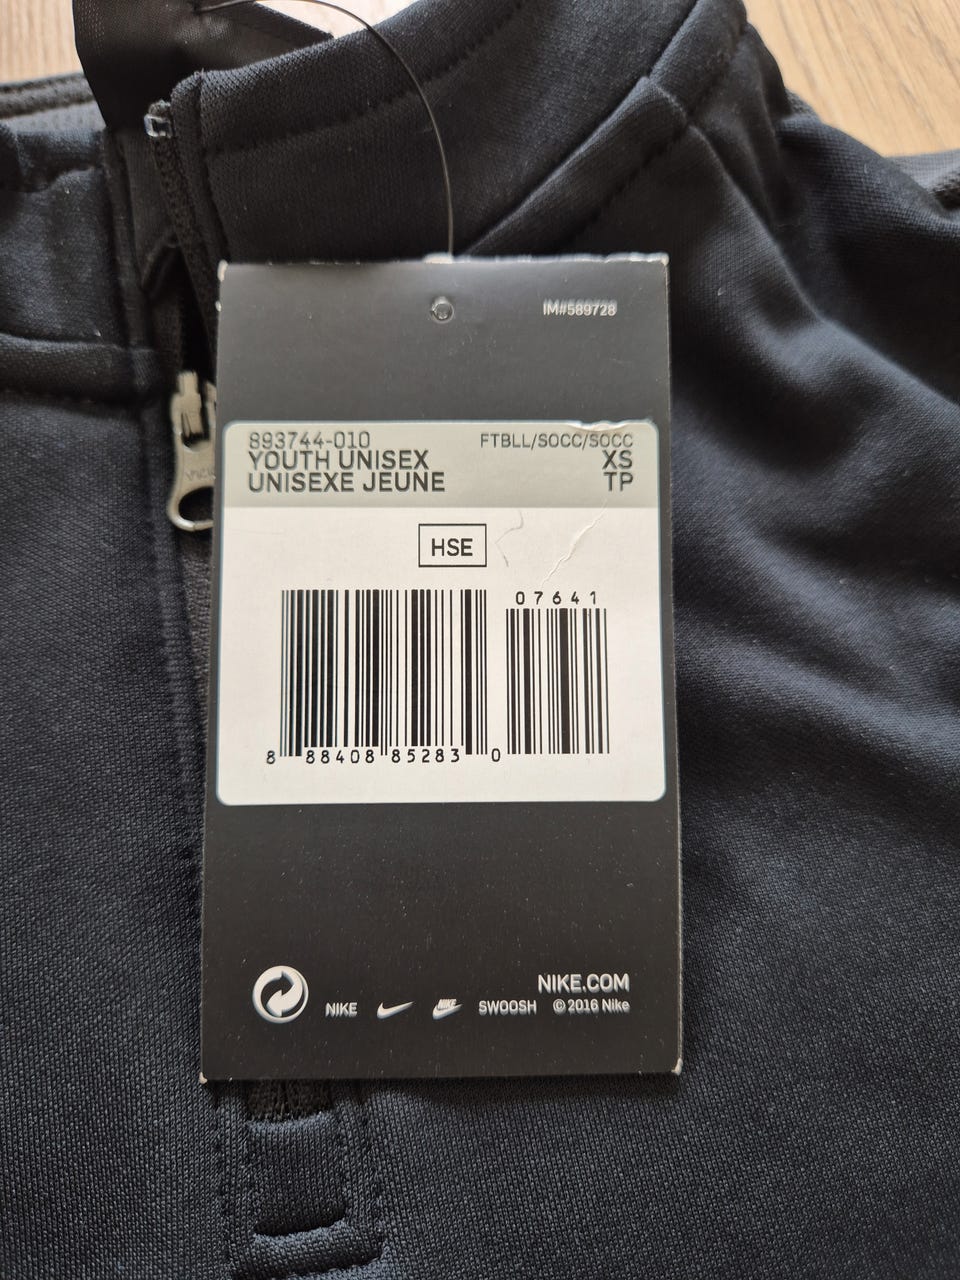 IM#589728
893744-010 FTBLL/SOCC/SOCC
YOUTH UNISEX XS
UNISEXE JEUNE TP
HSE
07641
8 88408 85283 0
NIKE.COM
NIKE NIKE SWOOSH © 2016 Nike